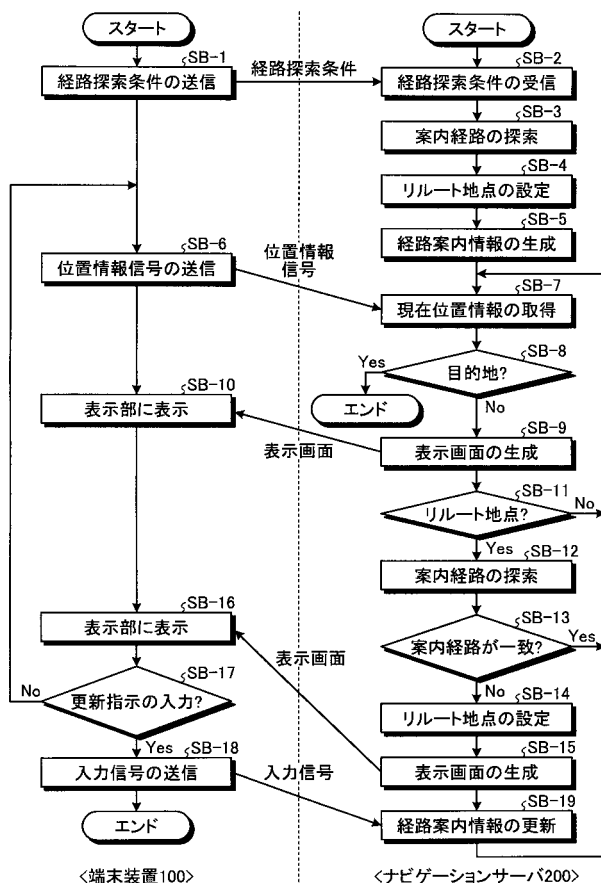 スタート
SB-1
経路探索条件の送信
SB-6
位置情報信号の送信
SB-10
表示部に表示
SB-16
表示部に表示
SB-17
更新指示の入力?
No
Yes
SB-18
入力信号の送信
エンド
<端末装置100>
経路探索条件
位置情報
信号
表示画面
表示画面
入力信号
スタート
SB-2
経路探索条件の受信
SB-3
案内経路の探索
SB-4
リルート地点の設定
SB-5
経路案内情報の生成
SB-7
現在位置情報の取得
SB-8
目的地?
Yes
エンド
No
SB-9
表示画面の生成
SB-11
リルート地点?
No
Yes
SB-12
案内経路の探索
SB-13
案内経路が一致?
Yes
No
SB-14
リルート地点の設定
SB-15
表示画面の生成
SB-19
経路案内情報の更新
<ナビゲーションサーバ200>